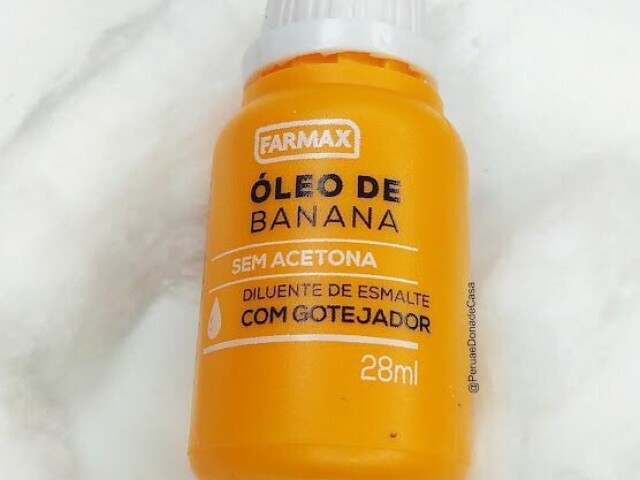 FARMAX
ÓLEO DE
BANANA
SEM ACETONA
DILUENTE DE ESMALTE
COM GOTEJADOR
28ml
@PeruaeDonadeCasa